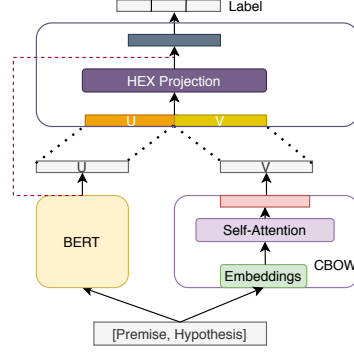 Label
HEX Projection
U V
U V
BERT
Self-Attention
Embeddings
CBOW
[Premise, Hypothesis]